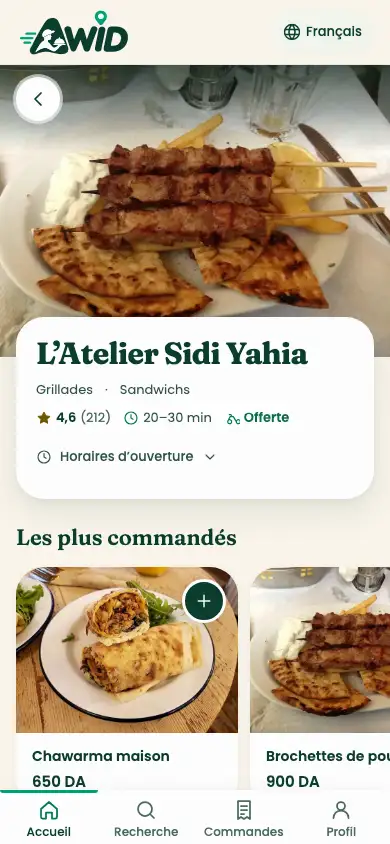 AWID
Français
L’Atelier Sidi Yahia
Grillades · Sandwichs
4,6 (212) 20–30 min Offerte
Horaires d’ouverture
Les plus commandés
Chawarma maison
650 DA
Brochettes de pou
900 DA
Accueil Recherche Commandes Profil